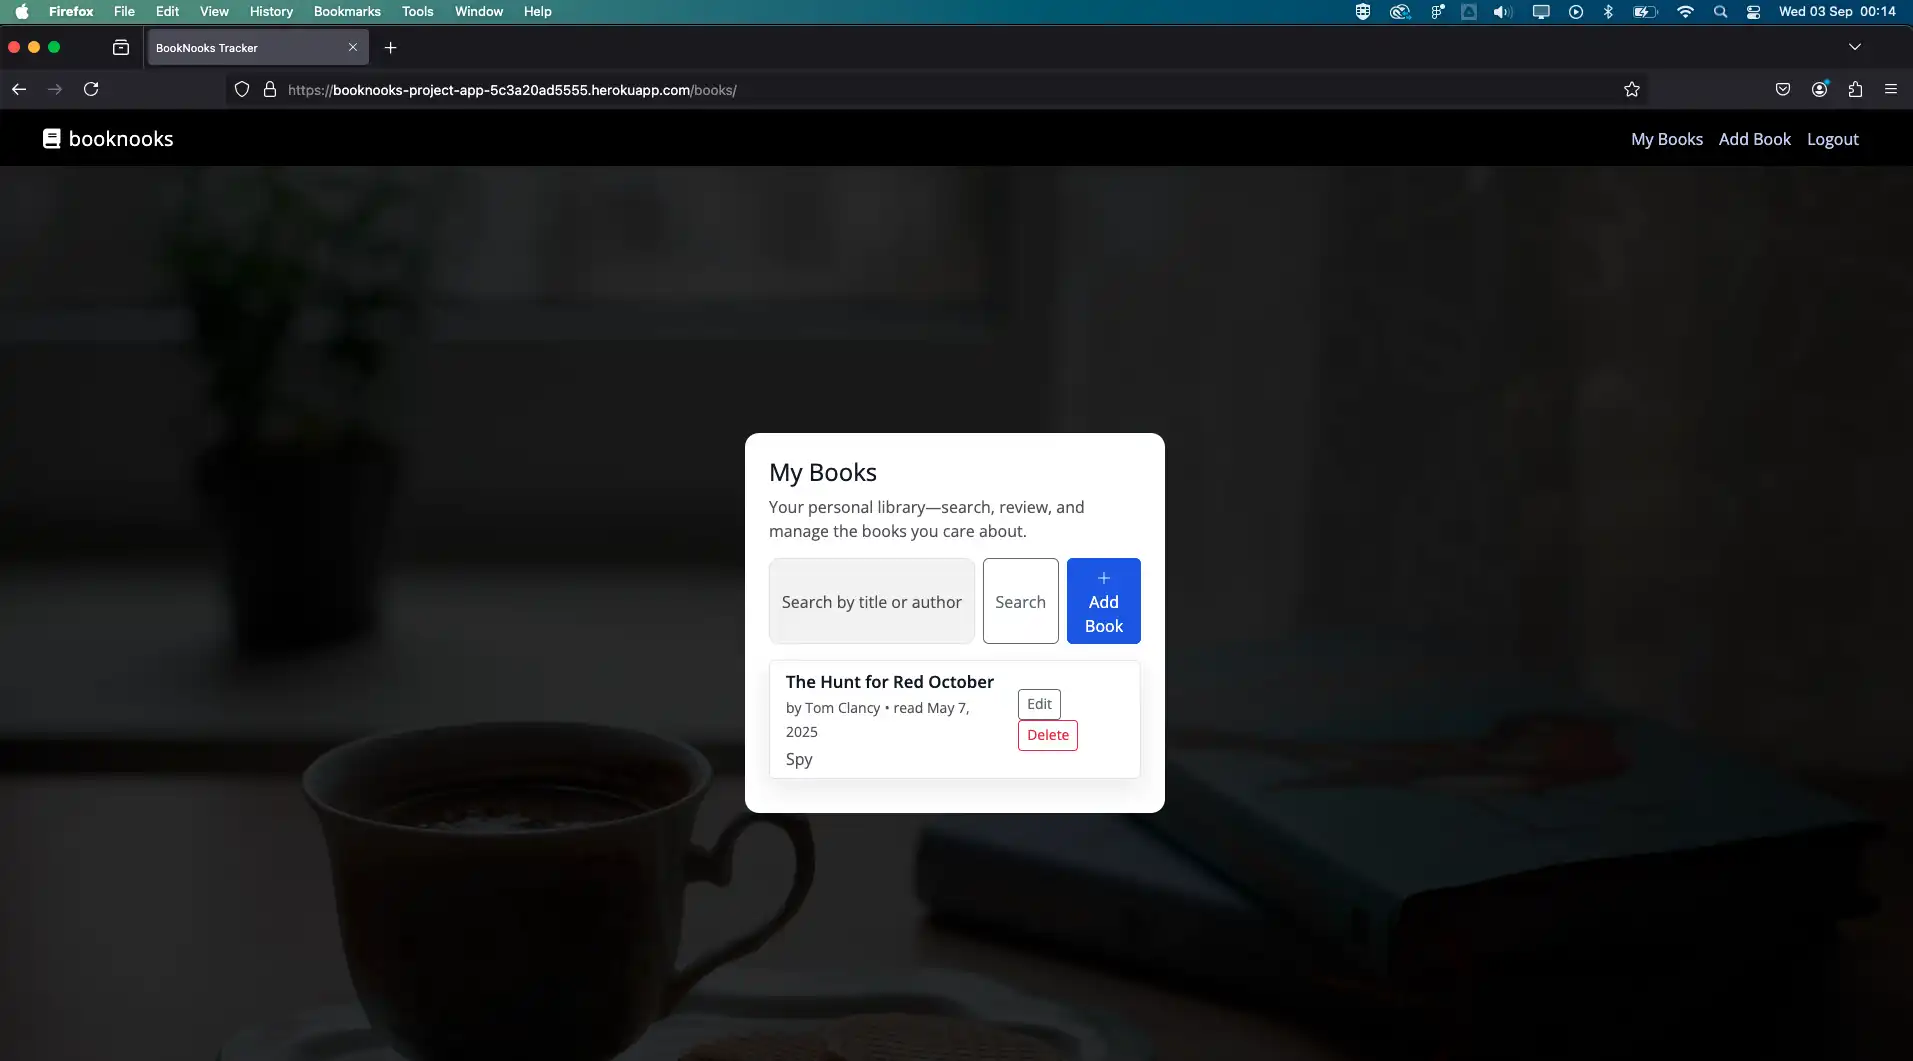 Firefox File Edit View History Bookmarks Tools Window Help Wed 03 Sep 00:14
BookNooks Tracker
https://booknooks-project-app-5c3a20ad5555.herokuapp.com/books/
booknooks My Books Add Book Logout
My Books
Your personal library—search, review, and
manage the books you care about.
Search by title or author Search + Add
Book
The Hunt for Red October
by Tom Clancy • read May 7,
2025
Spy
Edit
Delete